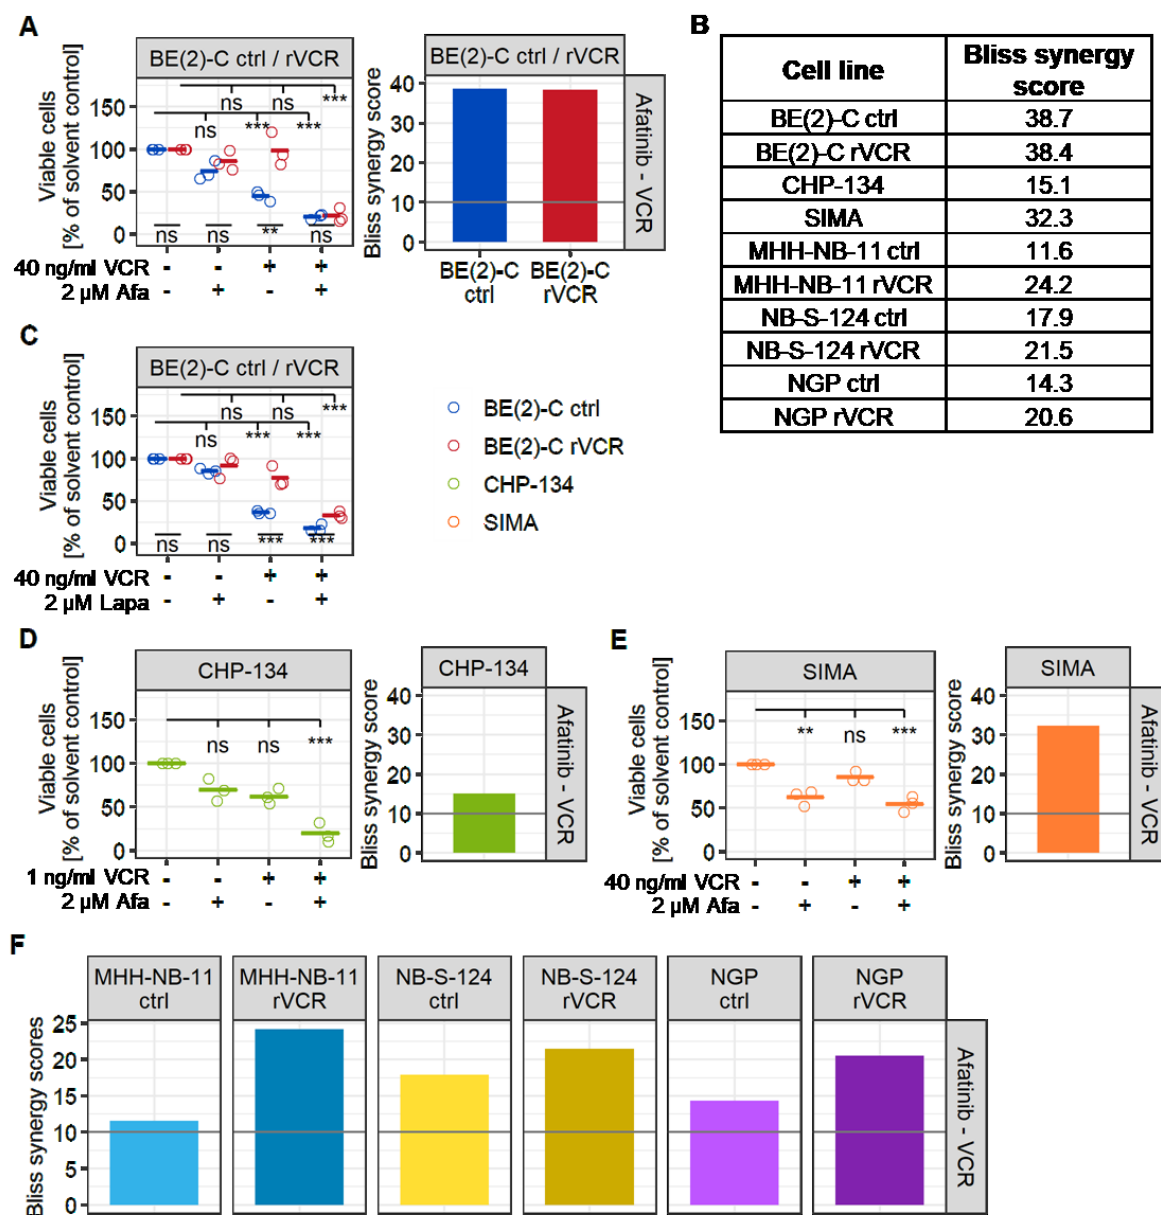 A
BE(2)-C ctrl / rVCR
Viable cells
[% of solvent control]
150
100
50
0
ns
ns
***
ns
***
***
ns
ns
**
ns
40 ng/ml VCR - - + +
2 µM Afa - + - +
BE(2)-C ctrl / rVCR
Bliss synergy score
40
30
20
10
0
BE(2)-C
ctrl
BE(2)-C
rVCR
Afatinib - VCR
B
Cell line Bliss synergy
score
BE(2)-C ctrl 38.7
BE(2)-C rVCR 38.4
CHP-134 15.1
SIMA 32.3
MHH-NB-11 ctrl 11.6
MHH-NB-11 rVCR 24.2
NB-S-124 ctrl 17.9
NB-S-124 rVCR 21.5
NGP ctrl 14.3
NGP rVCR 20.6
C
BE(2)-C ctrl / rVCR
Viable cells
[% of solvent control]
150
100
50
0
ns
ns
***
ns
***
***
ns
ns
***
***
40 ng/ml VCR - - + +
2 µM Lapa - + - +
BE(2)-C ctrl
BE(2)-C rVCR
CHP-134
SIMA
D
CHP-134
Viable cells
[% of solvent control]
150
100
50
0
ns
ns
***
1 ng/ml VCR - - + +
2 µM Afa - + - +
CHP-134
Bliss synergy score
40
30
20
10
0
Afatinib - VCR
E
SIMA
Viable cells
[% of solvent control]
150
100
50
0
**
ns
***
40 ng/ml VCR - - + +
2 µM Afa - + - +
SIMA
Bliss synergy score
40
30
20
10
0
Afatinib - VCR
F
MHH-NB-11
ctrl
MHH-NB-11
rVCR
NB-S-124
ctrl
NB-S-124
rVCR
NGP
ctrl
NGP
rVCR
Bliss synergy scores
25
20
15
10
5
0
Afatinib - VCR